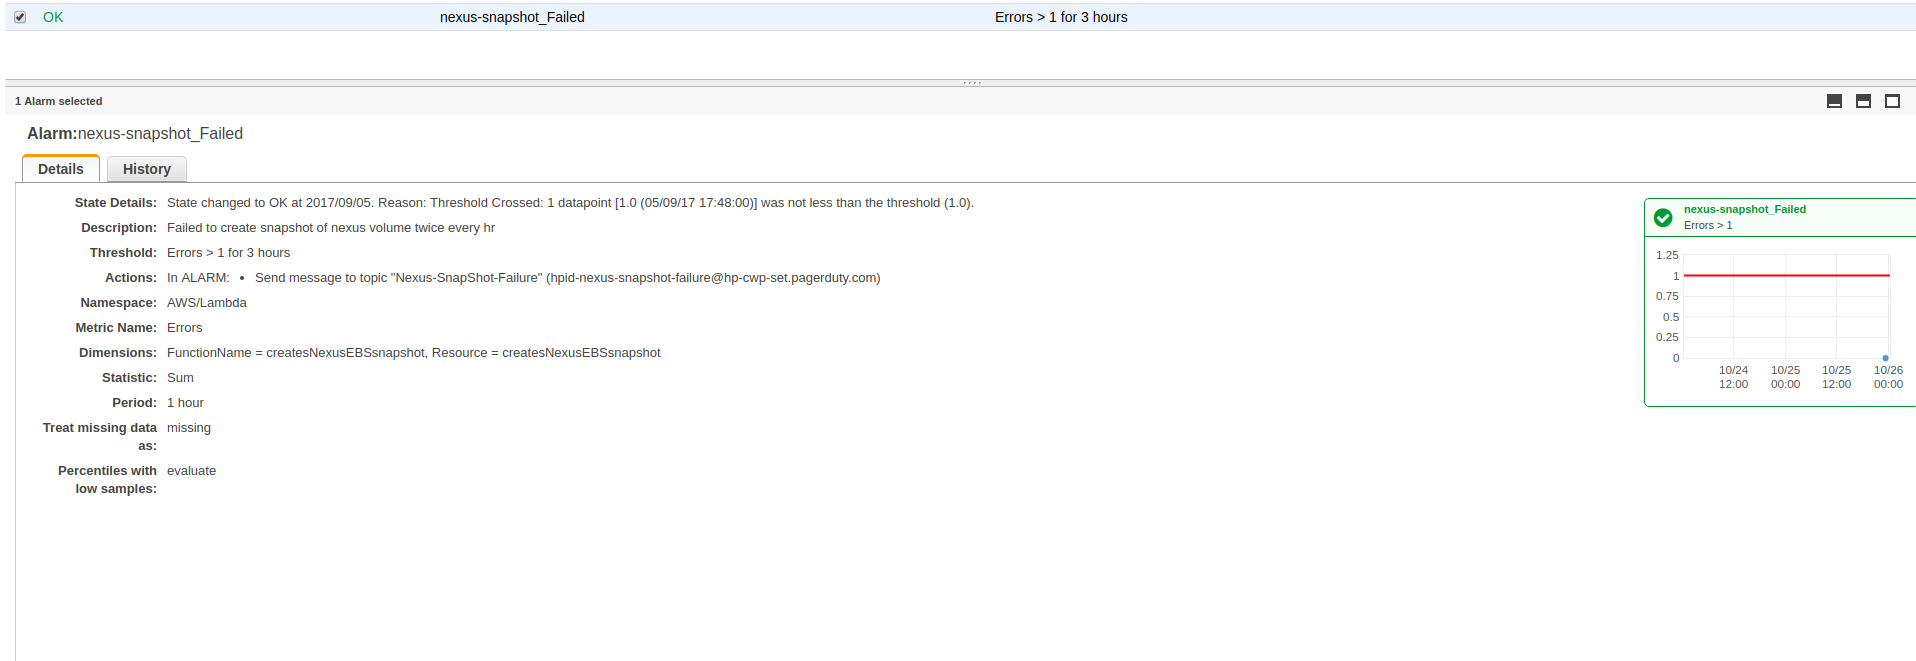 OK nexus-snapshot_Failed Errors > 1 for 3 hours
1 Alarm selected
Alarm:nexus-snapshot_Failed
Details History
State Details: State changed to OK at 2017/09/05. Reason: Threshold Crossed: 1 datapoint [1.0 (05/09/17 17:48:00)] was not less than the threshold (1.0).
Description: Failed to create snapshot of nexus volume twice every hr
Threshold: Errors > 1 for 3 hours
Actions: In ALARM: • Send message to topic "Nexus-SnapShot-Failure" (hpid-nexus-snapshot-failure@hp-cwp-set.pagerduty.com)
Namespace: AWS/Lambda
Metric Name: Errors
Dimensions: FunctionName = createsNexusEBSsnapshot, Resource = createsNexusEBSsnapshot
Statistic: Sum
Period: 1 hour
Treat missing data missing
as:
Percentiles with evaluate
low samples:
nexus-snapshot_Failed
Errors > 1
1.25
1
0.75
0.5
0.25
0
10/24 10/25 10/25 10/26
12:00 00:00 12:00 00:00